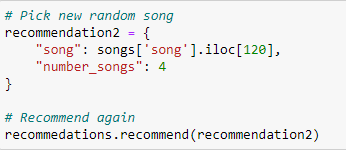 # Pick new random song
recommendation2 = {
    "song": songs['song'].iloc[120],
    "number_songs": 4
}

# Recommend again
recommedations.recommend(recommendation2)